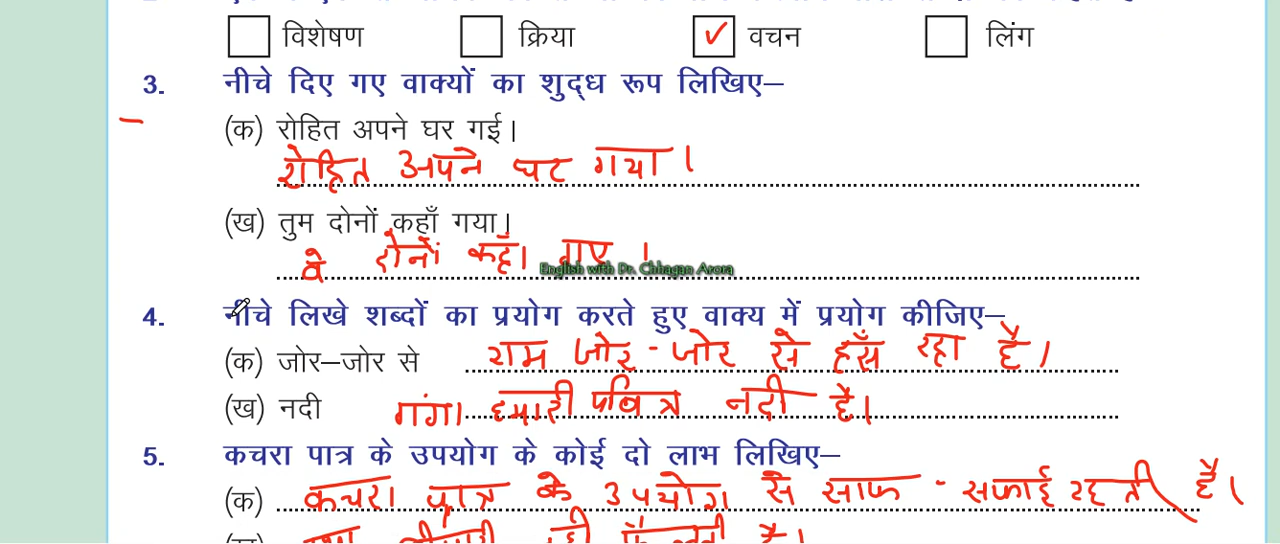 विशेषण क्रिया ✓ वचन लिंग
3. नीचे दिए गए वाक्यों का शुद्ध रूप लिखिए–
(क) रोहित अपने घर गई।
रोहित अपने घर गया।
(ख) तुम दोनों कहाँ गया।
वे दोनों कहाँ गए।
English with Dr. Chhagan Arora
4. नीचे लिखे शब्दों का प्रयोग करते हुए वाक्य में प्रयोग कीजिए–
(क) जोर–जोर से राम जोर-जोर से हँस रहा है।
(ख) नदी गंगा हमारी पवित्र नदी है।
5. कचरा पात्र के उपयोग के कोई दो लाभ लिखिए–
(क) कचरा पात्र के उपयोग से साफ-सफाई रहती है।